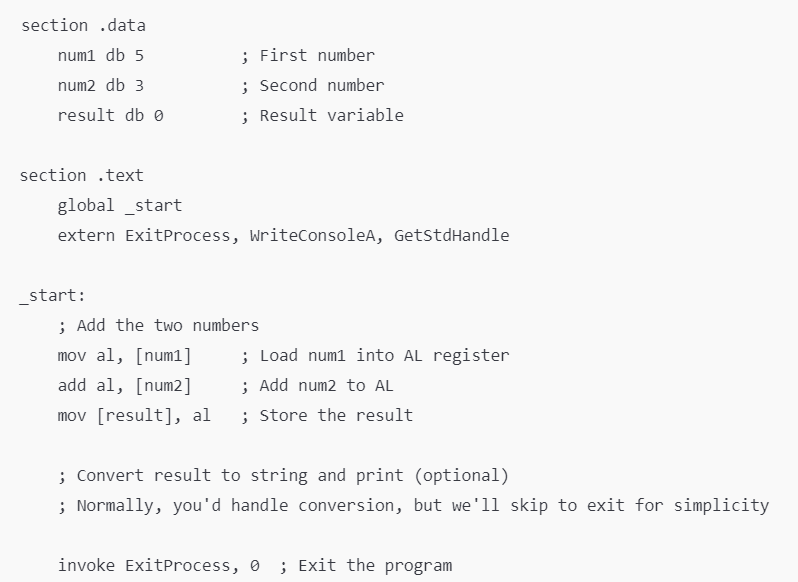 section .data
    num1 db 5          ; First number
    num2 db 3          ; Second number
    result db 0        ; Result variable

section .text
    global _start
    extern ExitProcess, WriteConsoleA, GetStdHandle

_start:
    ; Add the two numbers
    mov al, [num1]     ; Load num1 into AL register
    add al, [num2]     ; Add num2 to AL
    mov [result], al   ; Store the result

    ; Convert result to string and print (optional)
    ; Normally, you'd handle conversion, but we'll skip to exit for simplicity

    invoke ExitProcess, 0  ; Exit the program